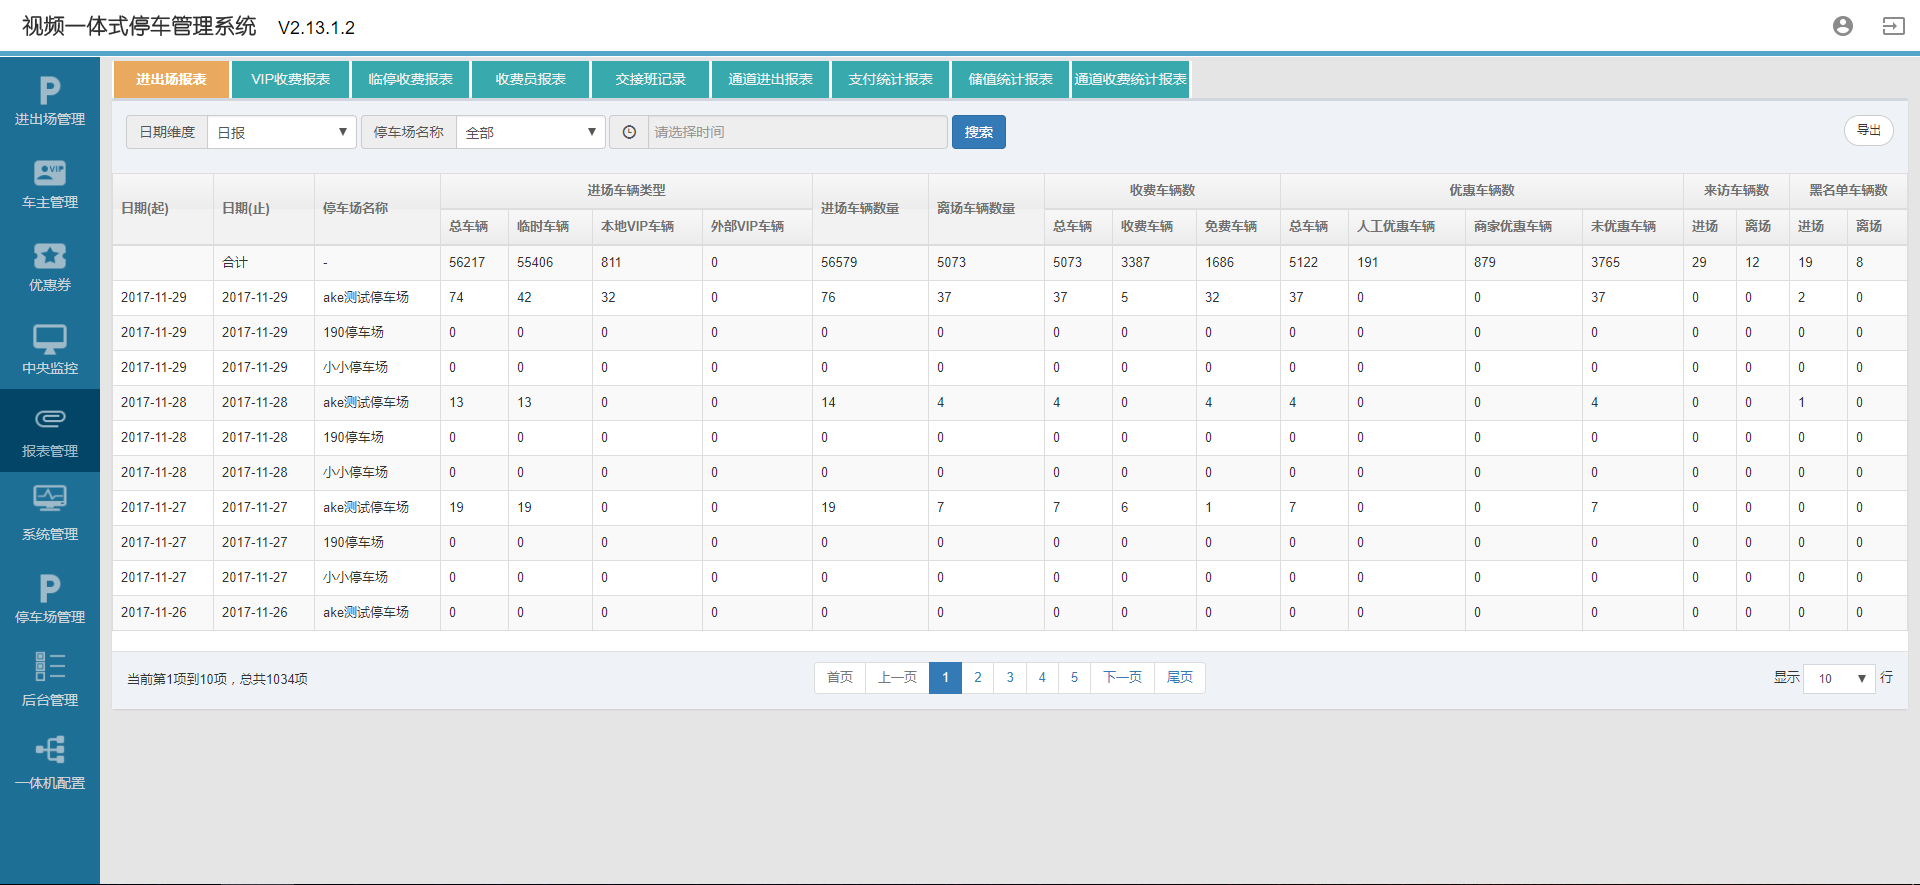 视频一体式停车管理系统 V2.13.1.2
进出场管理
车主管理
VIP
优惠券
中央监控
报表管理
系统管理
停车场管理
后台管理
一体机配置
进出场报表 VIP收费报表 临停收费报表 收费员报表 交接班记录 通道进出报表 支付统计报表 储值统计报表 通道收费统计报表
日期维度 日报 停车场名称 全部 请选择时间 搜索 导出
日期(起) 日期(止) 停车场名称 进场车辆类型 进场车辆数量 离场车辆数量 收费车辆数 优惠车辆数 来访车辆数 黑名单车辆数
总车辆 临时车辆 本地VIP车辆 外部VIP车辆 总车辆 收费车辆 免费车辆 总车辆 人工优惠车辆 商家优惠车辆 未优惠车辆 进场 离场 进场 离场
合计 - 56217 55406 811 0 56579 5073 5073 3387 1686 5122 191 879 3765 29 12 19 8
2017-11-29 2017-11-29 ake测试停车场 74 42 32 0 76 37 37 5 32 37 0 0 37 0 0 2 0
2017-11-29 2017-11-29 190停车场 0 0 0 0 0 0 0 0 0 0 0 0 0 0 0 0 0
2017-11-29 2017-11-29 小小停车场 0 0 0 0 0 0 0 0 0 0 0 0 0 0 0 0 0
2017-11-28 2017-11-28 ake测试停车场 13 13 0 0 14 4 4 0 4 4 0 0 4 0 0 1 0
2017-11-28 2017-11-28 190停车场 0 0 0 0 0 0 0 0 0 0 0 0 0 0 0 0 0
2017-11-28 2017-11-28 小小停车场 0 0 0 0 0 0 0 0 0 0 0 0 0 0 0 0 0
2017-11-27 2017-11-27 ake测试停车场 19 19 0 0 19 7 7 6 1 7 0 0 7 0 0 0 0
2017-11-27 2017-11-27 190停车场 0 0 0 0 0 0 0 0 0 0 0 0 0 0 0 0 0
2017-11-27 2017-11-27 小小停车场 0 0 0 0 0 0 0 0 0 0 0 0 0 0 0 0 0
2017-11-26 2017-11-26 ake测试停车场 0 0 0 0 0 0 0 0 0 0 0 0 0 0 0 0 0
当前第1项到10项，总共1034项 首页 上一页 1 2 3 4 5 下一页 尾页 显示 10 行